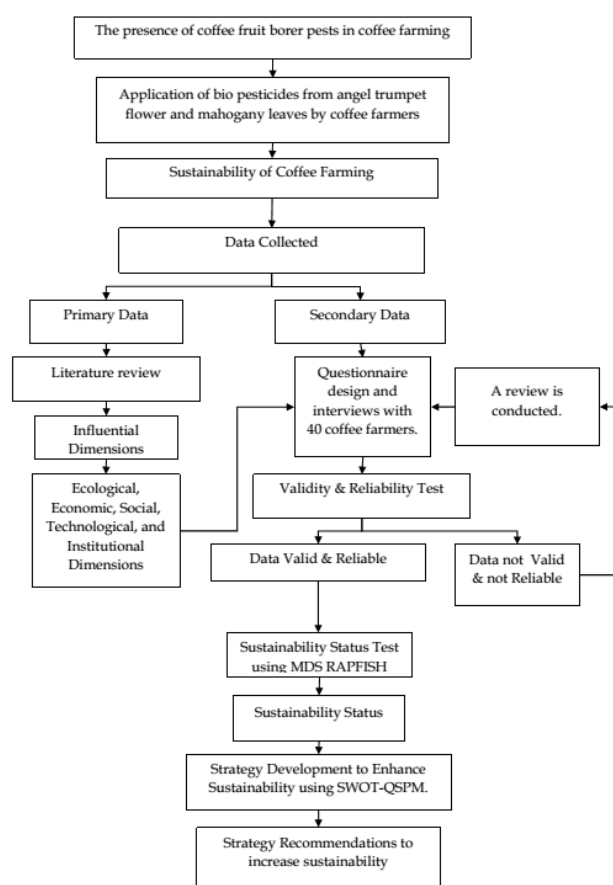 The presence of coffee fruit borer pests in coffee farming
Application of bio pesticides from angel trumpet
flower and mahogany leaves by coffee farmers
Sustainability of Coffee Farming
Data Collected
Primary Data
Secondary Data
Literature review
Questionnaire
design and
interviews with
40 coffee farmers.
A review is
conducted.
Influential
Dimensions
Ecological,
Economic, Social,
Technological, and
Institutional
Dimensions
Validity & Reliability Test
Data Valid & Reliable
Data not Valid
& not Reliable
Sustainability Status Test
using MDS RAPFISH
Sustainability Status
Strategy Development to Enhance
Sustainability using SWOT-QSPM.
Strategy Recommendations to
increase sustainability